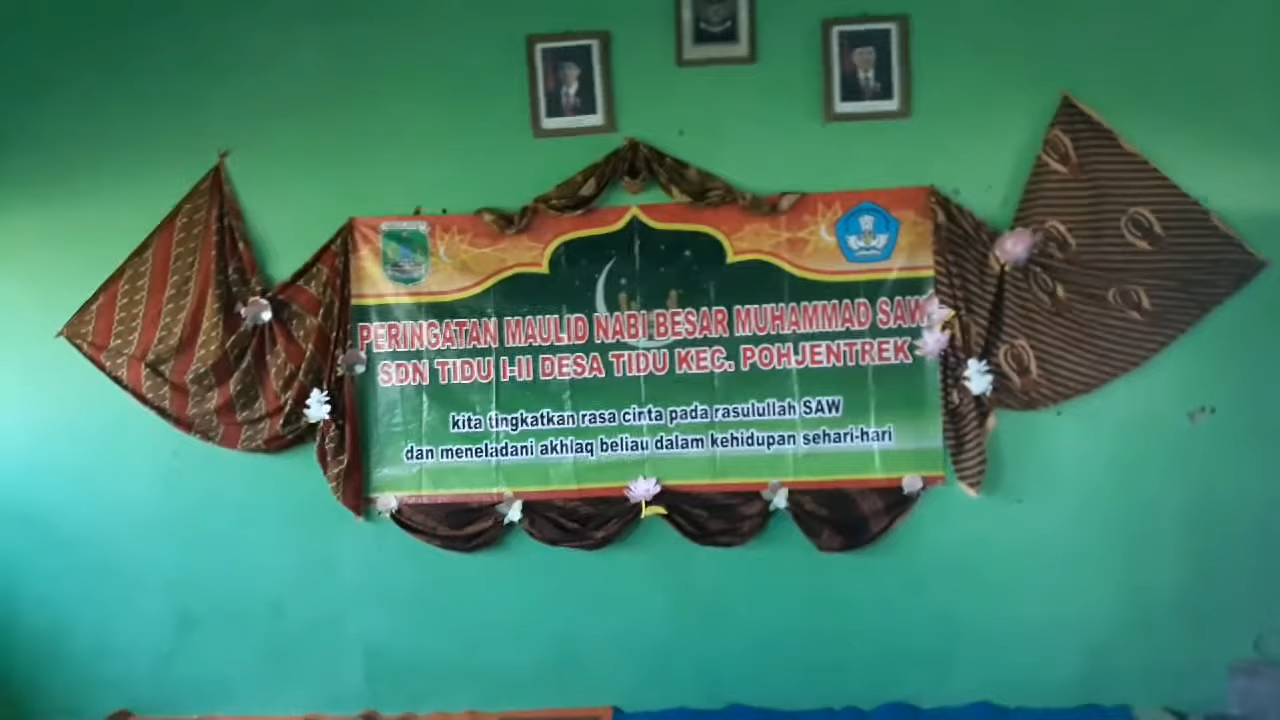 PERINGATAN MAULID NABI BESAR MUHAMMAD SAW
SDN TIDU I-II DESA TIDU KEC. POHJENTREK
kita tingkatkan rasa cinta pada rasulullah SAW
dan meneladani akhlaq beliau dalam kehidupan sehari-hari